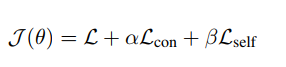 𝒥(θ) = ℒ + αℒ_con + βℒ_self